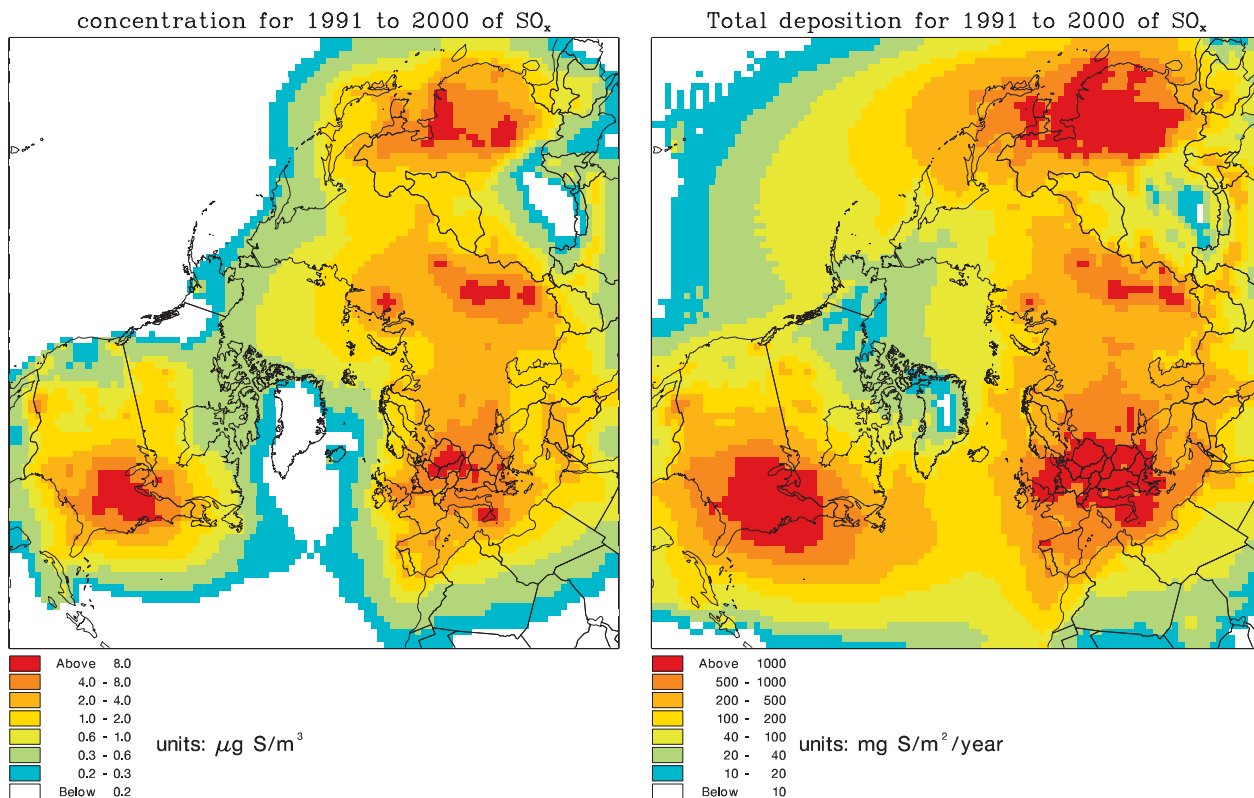 concentration for 1991 to 2000 of SOx
Above 8.0
4.0 - 8.0
2.0 - 4.0
1.0 - 2.0
0.6 - 1.0
0.3 - 0.6
0.2 - 0.3
Below 0.2
units: μg S/m³
Total deposition for 1991 to 2000 of SOx
Above 1000
500 - 1000
200 - 500
100 - 200
40 - 100
20 - 40
10 - 20
Below 10
units: mg S/m²/year